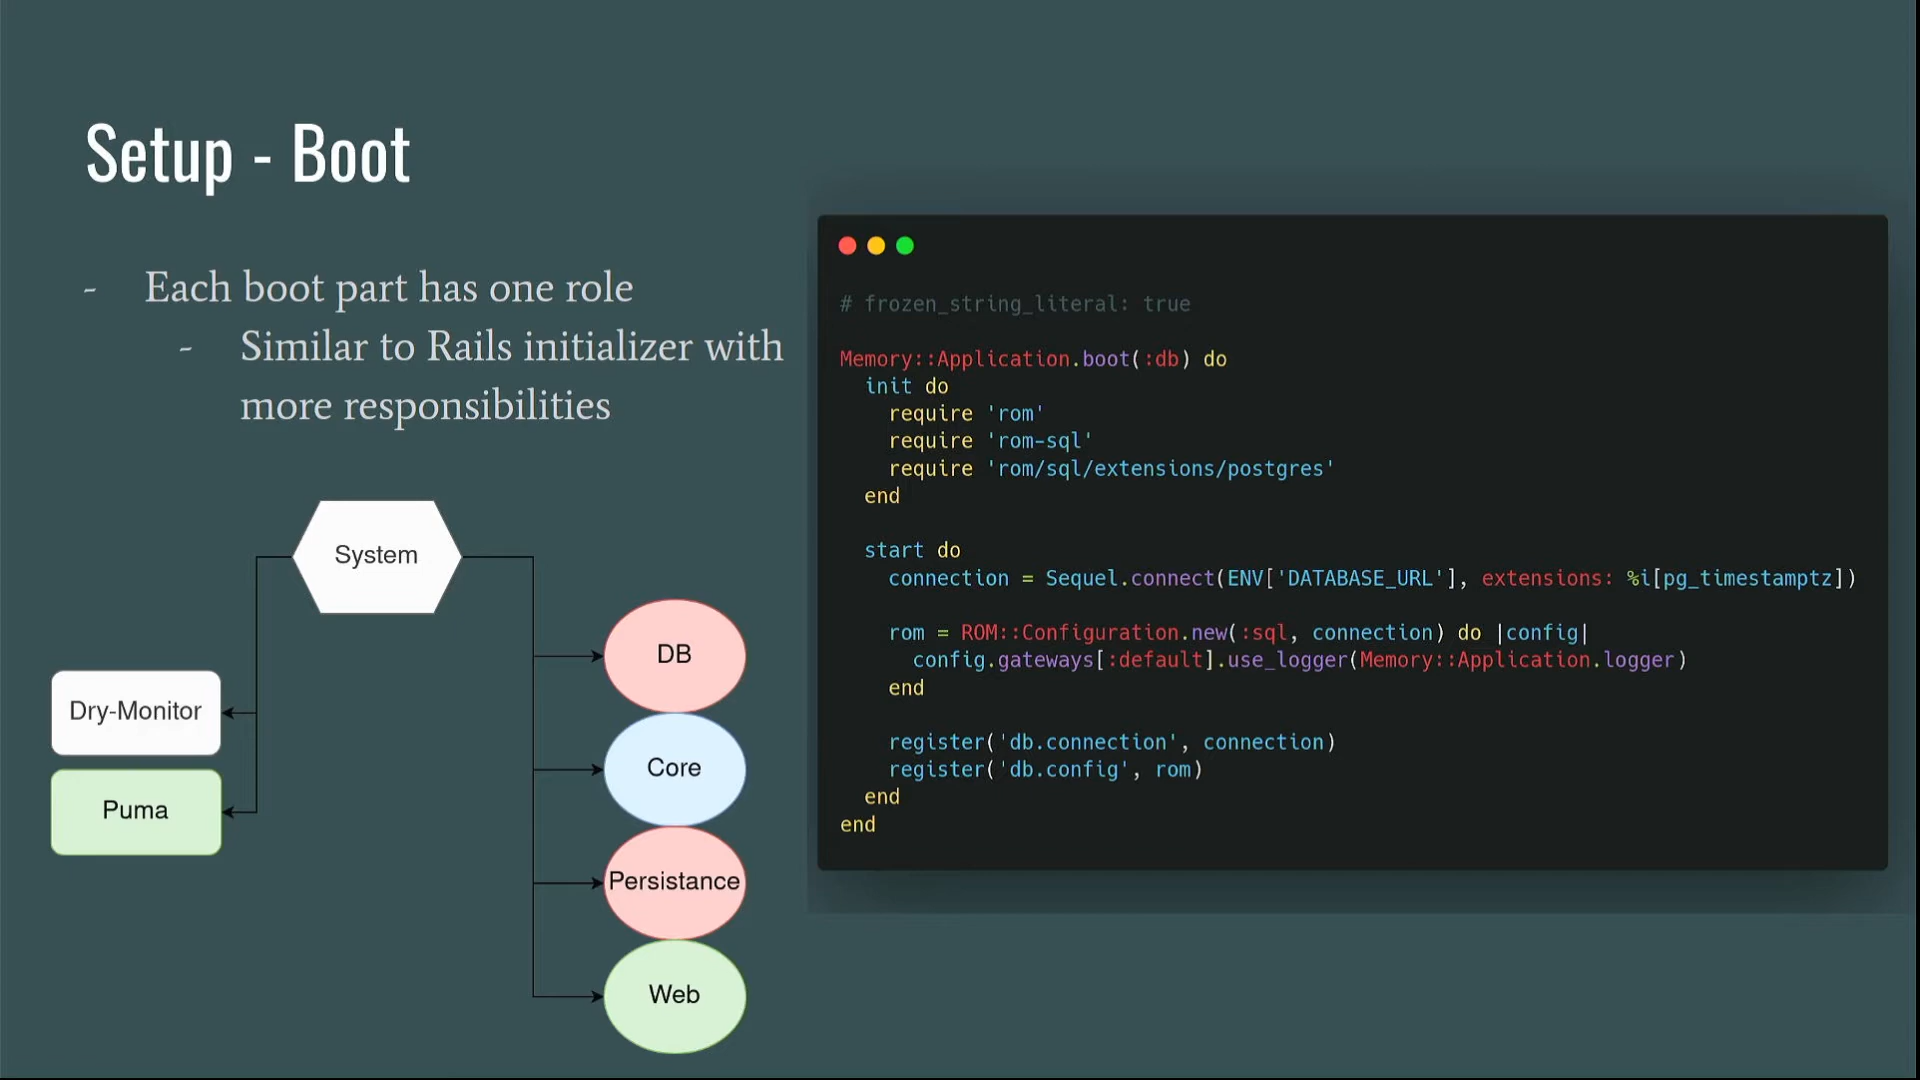 Setup - Boot
- Each boot part has one role
- Similar to Rails initializer with
more responsibilities
System
Dry-Monitor
Puma
DB
Core
Persistance
Web
# frozen_string_literal: true
Memory::Application.boot(:db) do
  init do
    require 'rom'
    require 'rom-sql'
    require 'rom/sql/extensions/postgres'
  end
  start do
    connection = Sequel.connect(ENV['DATABASE_URL'], extensions: %i[pg_timestamptz])
    rom = ROM::Configuration.new(:sql, connection) do |config|
      config.gateways[:default].use_logger(Memory::Application.logger)
    end
    register('db.connection', connection)
    register('db.config', rom)
  end
end